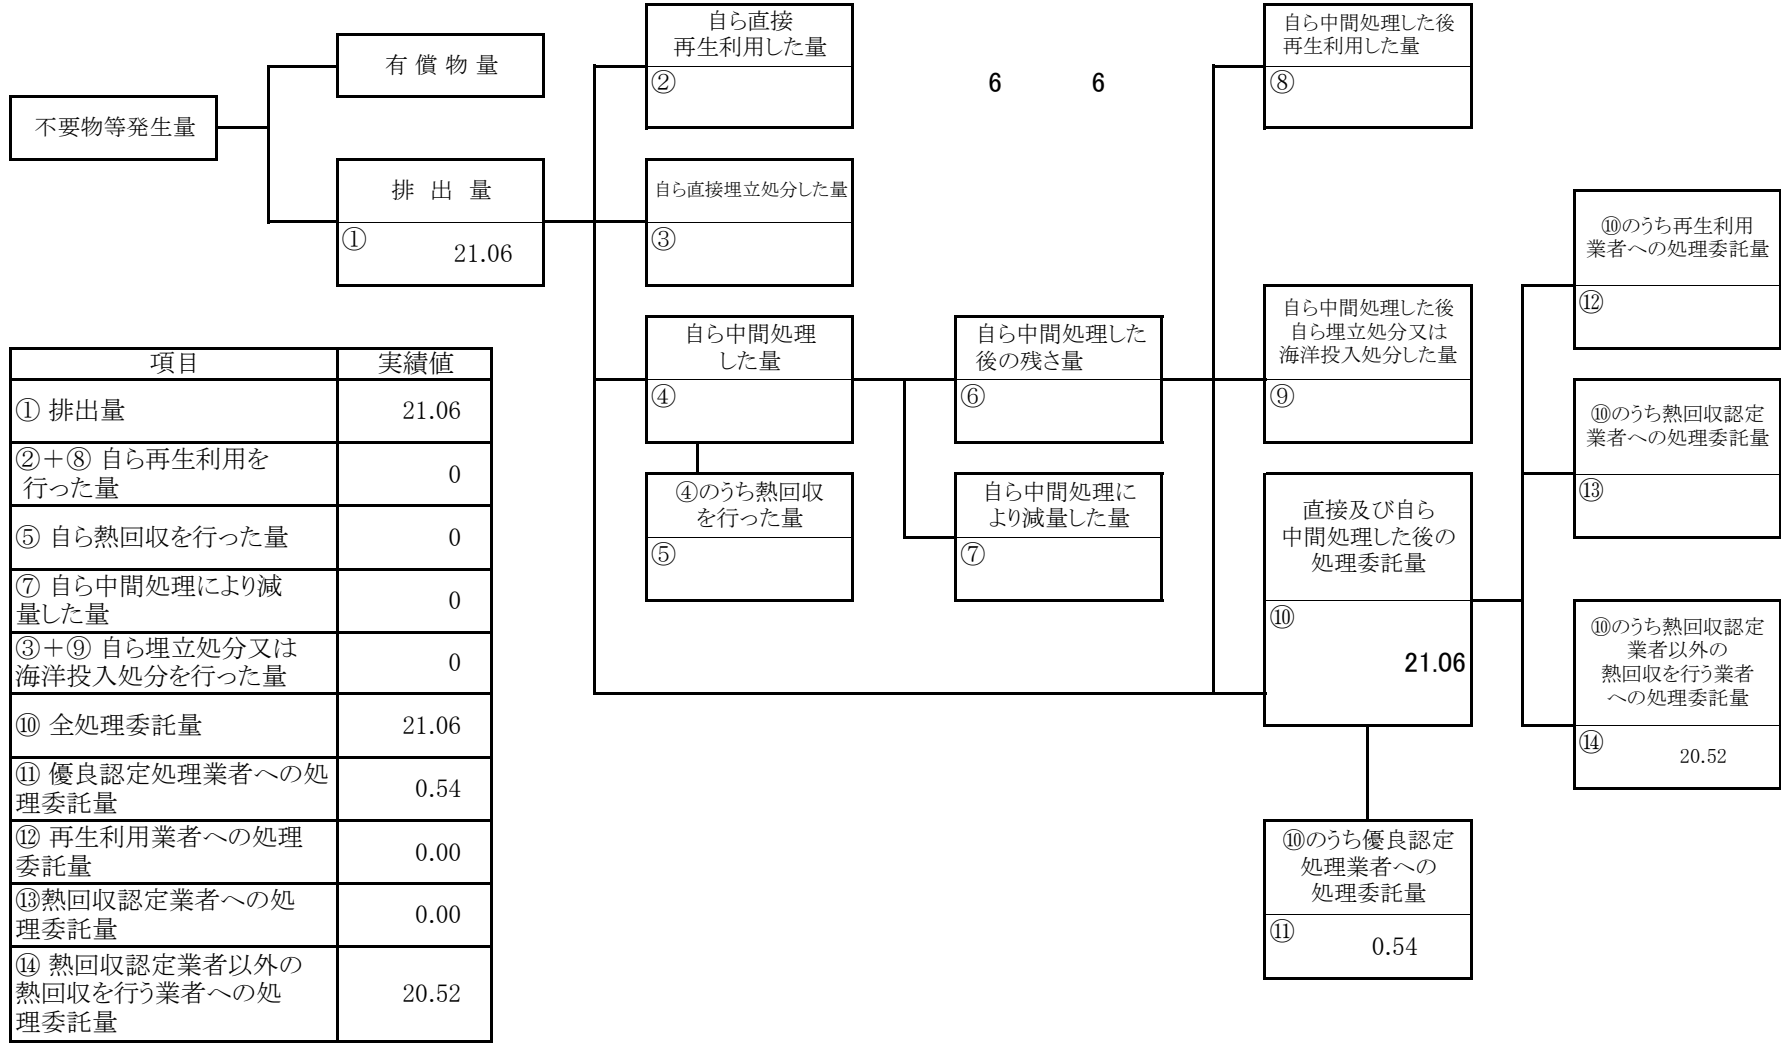 不要物等発生量
有 償 物 量
排 出 量
①
21.06
自ら直接
再生利用した量
②
6 6
自ら直接埋立処分した量
③
自ら中間処理
した量
④
④のうち熱回収
を行った量
⑤
自ら中間処理した
後の残さ量
⑥
自ら中間処理に
より減量した量
⑦
自ら中間処理した後
再生利用した量
⑧
自ら中間処理した後
自ら埋立処分又は
海洋投入処分した量
⑨
直接及び自ら
中間処理した後の
処理委託量
⑩
21.06
⑩のうち優良認定
処理業者への
処理委託量
⑪
0.54
⑩のうち再生利用
業者への処理委託量
⑫
⑩のうち熱回収認定
業者への処理委託量
⑬
⑩のうち熱回収認定
業者以外の
熱回収を行う業者
への処理委託量
⑭
20.52
項目 実績値
① 排出量 21.06
②+⑧ 自ら再生利用を
行った量 0
⑤ 自ら熱回収を行った量 0
⑦ 自ら中間処理により減
量した量 0
③+⑨ 自ら埋立処分又は
海洋投入処分を行った量 0
⑩ 全処理委託量 21.06
⑪ 優良認定処理業者への処
理委託量 0.54
⑫ 再生利用業者への処理
委託量 0.00
⑬熱回収認定業者への処
理委託量 0.00
⑭ 熱回収認定業者以外の
熱回収を行う業者への処
理委託量 20.52